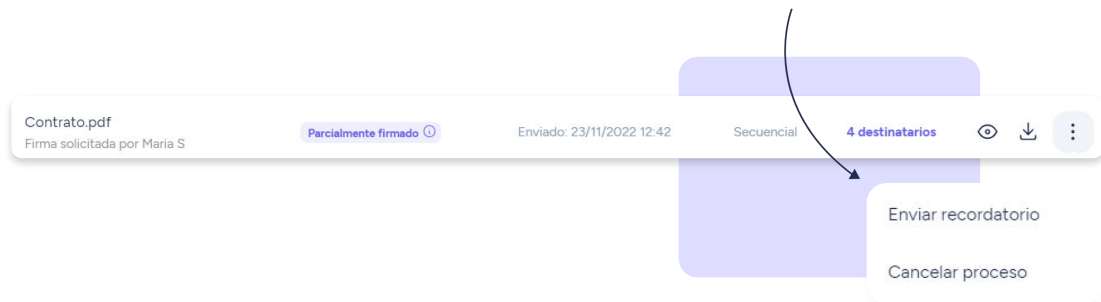 Contrato.pdf
Firma solicitada por Maria S
Parcialmente firmado
Enviado: 23/11/2022 12:42
Secuencial
4 destinatarios
Enviar recordatorio
Cancelar proceso